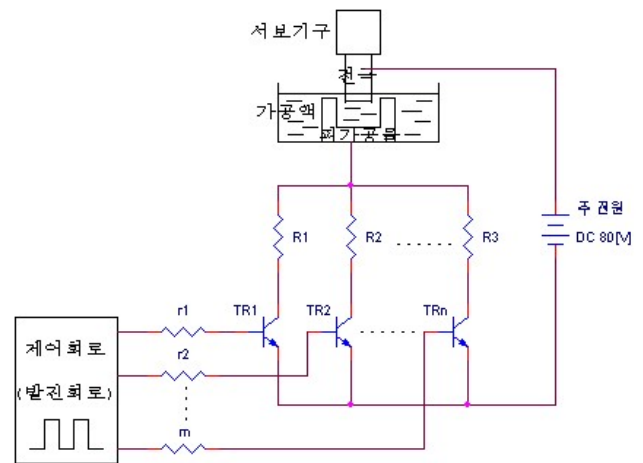 서보기구
전극
가공액
피가공물
주 전원
DC 80[V]
R1
R2
R3
r1
TR1
TR2
TRn
r2
rn
제어회로
(발진회로)